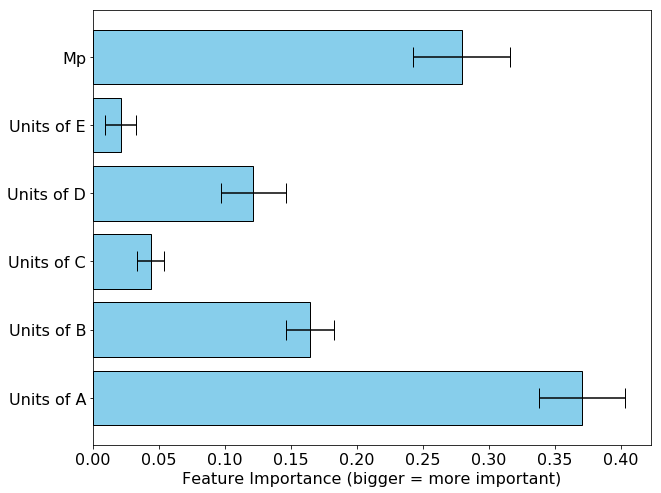 Mp
Units of E
Units of D
Units of C
Units of B
Units of A
0.00 0.05 0.10 0.15 0.20 0.25 0.30 0.35 0.40
Feature Importance (bigger = more important)